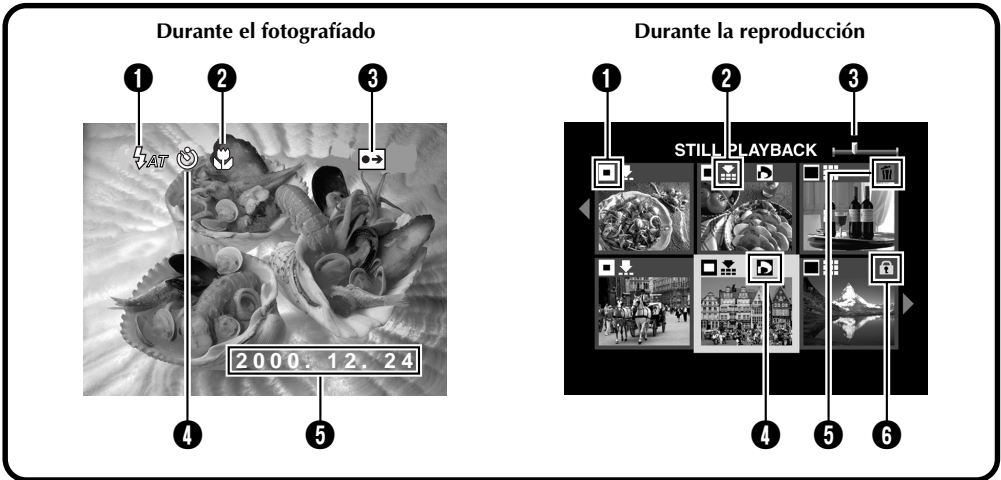 Durante el fotografíado
Durante la reproducción
1 2 3
1 2 3
AT
STILL PLAYBACK
2000. 12. 24
4 5
4 5 6